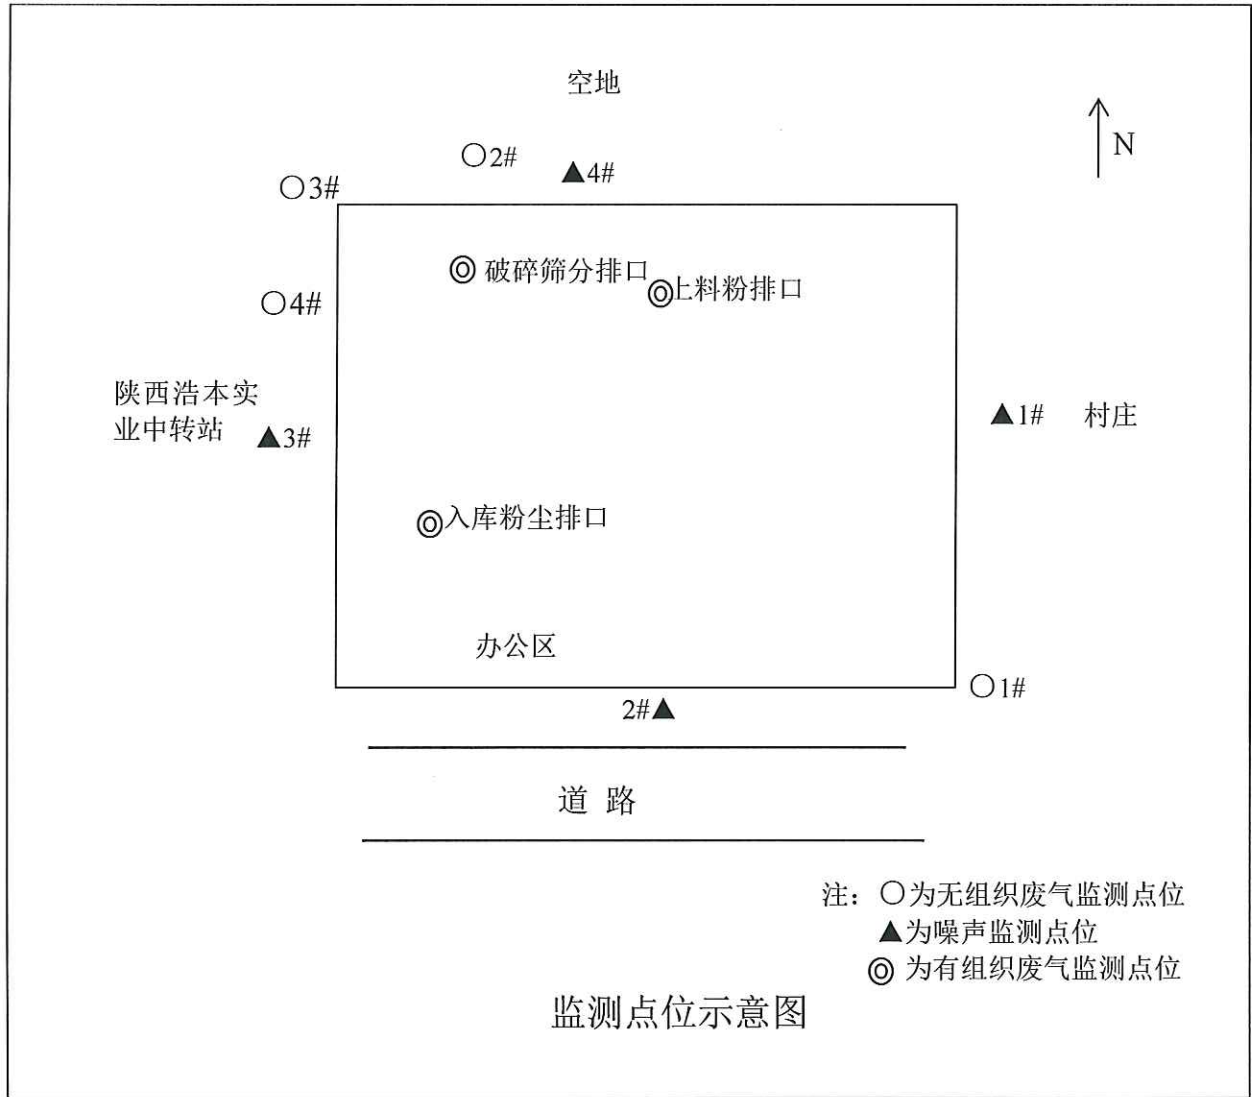 空地
N
○2#
▲4#
○3#
◎ 破碎筛分排口
◎上料粉排口
○4#
陕西浩本实
业中转站
▲3#
▲1#
村庄
◎入库粉尘排口
办公区
○1#
2#▲
道 路
注：○为无组织废气监测点位
▲为噪声监测点位
◎ 为有组织废气监测点位
监测点位示意图